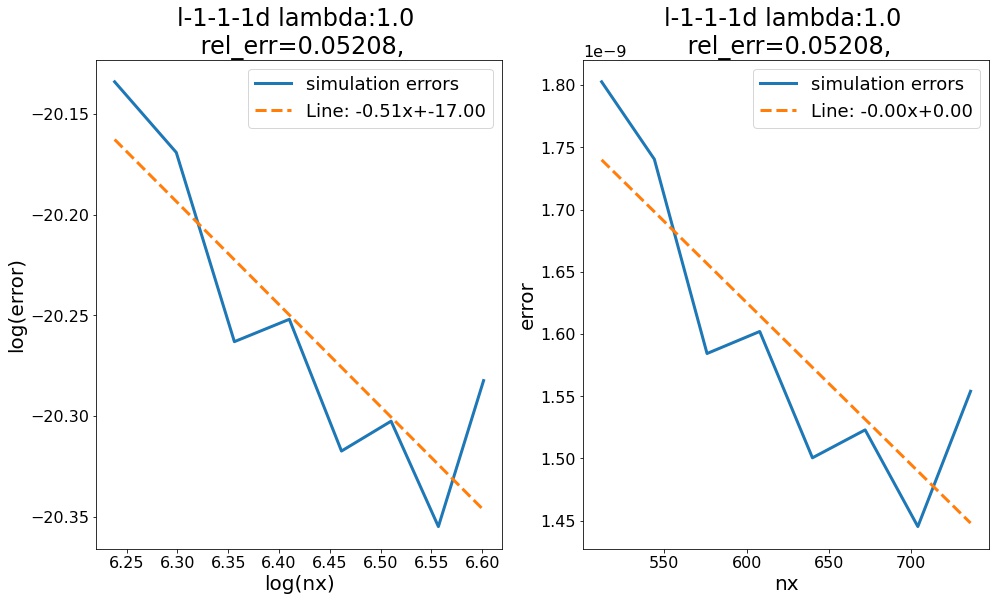 l-1-1-1d lambda:1.0
rel_err=0.05208,
simulation errors
Line: -0.51x+-17.00
−20.15
−20.20
−20.25
−20.30
−20.35
log(error)
6.25 6.30 6.35 6.40 6.45 6.50 6.55 6.60
log(nx)
l-1-1-1d lambda:1.0
rel_err=0.05208,
1e−9
simulation errors
Line: -0.00x+0.00
1.80
1.75
1.70
1.65
1.60
1.55
1.50
1.45
error
550 600 650 700
nx